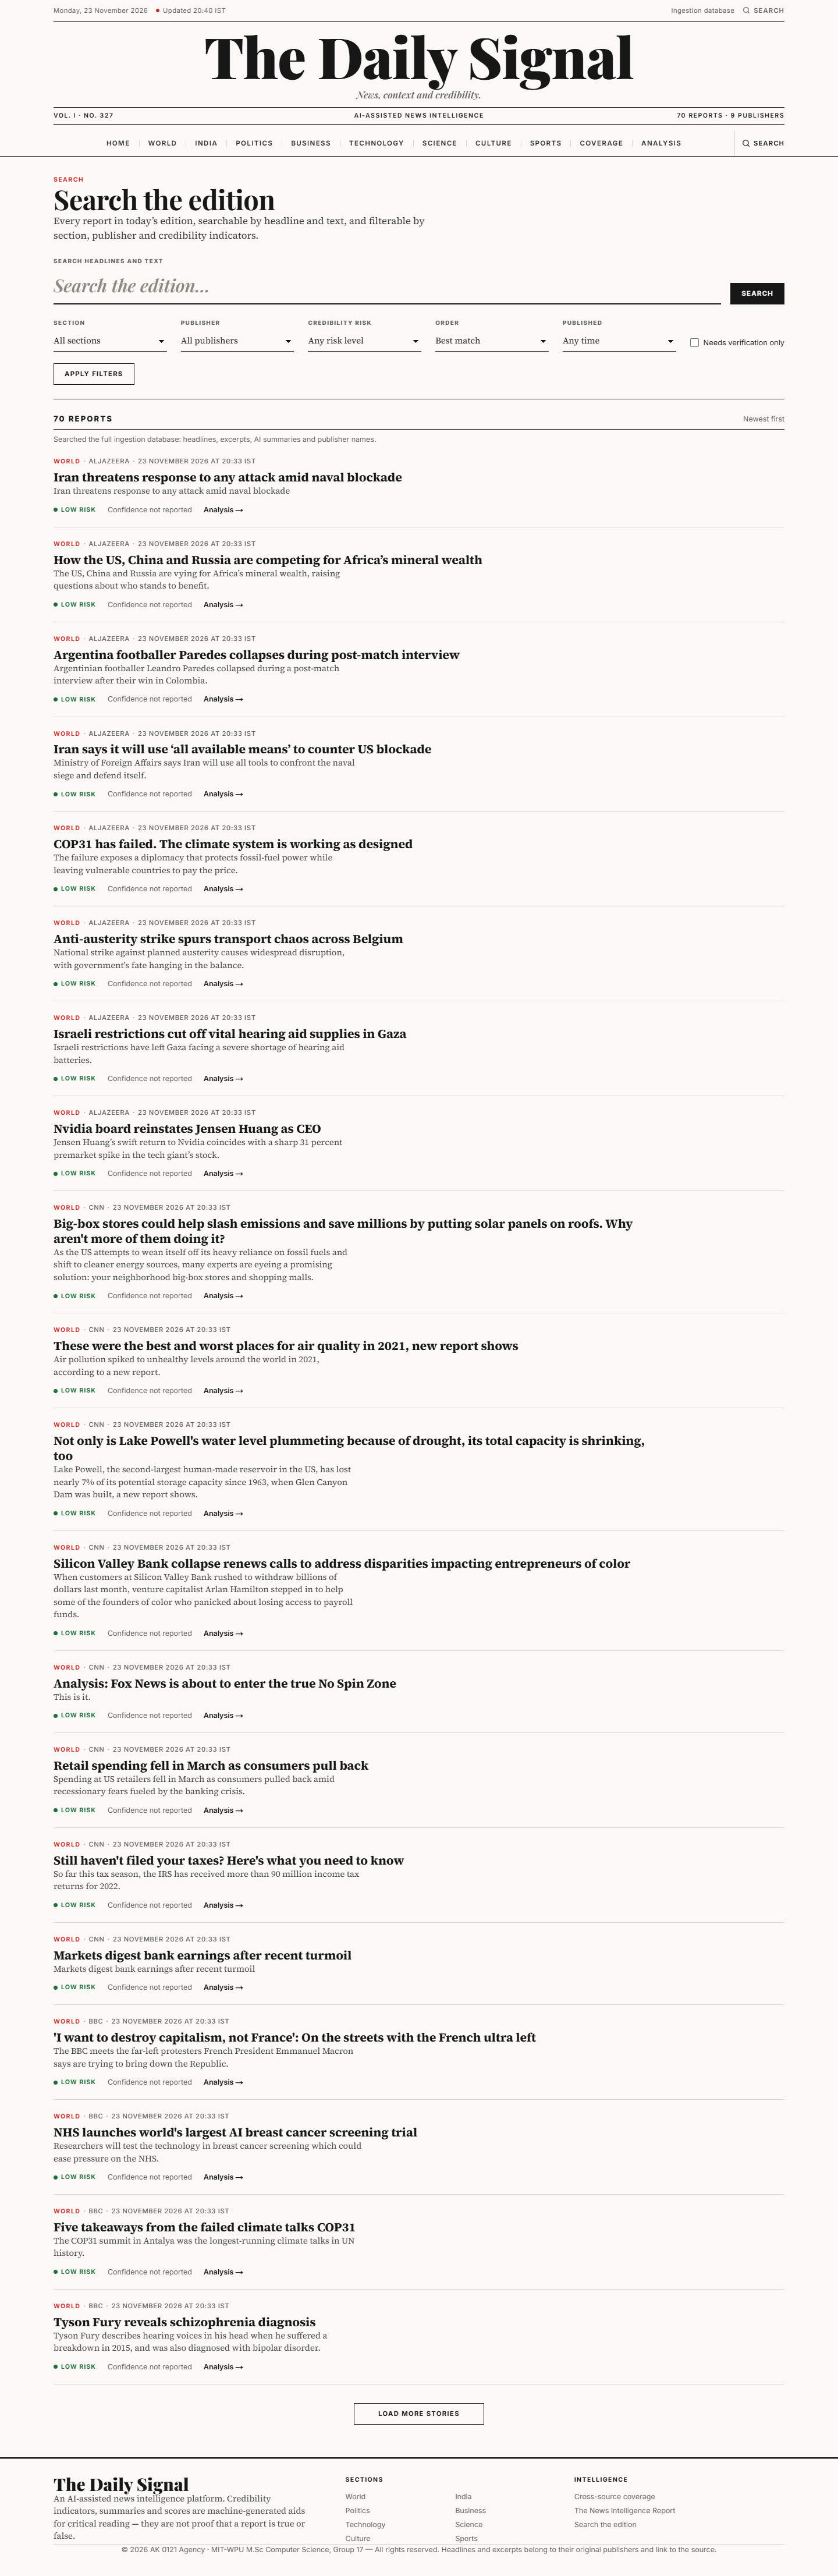 Monday, 23 November 2026 • Updated 20:40 IST
Ingestion database SEARCH
The Daily Signal
News, context and credibility.
VOL. I · NO. 327 AI-ASSISTED NEWS INTELLIGENCE 70 REPORTS · 9 PUBLISHERS
HOME WORLD INDIA POLITICS BUSINESS TECHNOLOGY SCIENCE CULTURE SPORTS COVERAGE ANALYSIS SEARCH
SEARCH
Search the edition
Every report in today’s edition, searchable by headline and text, and filterable by
section, publisher and credibility indicators.
SEARCH HEADLINES AND TEXT
Search the edition…
SEARCH
SECTION PUBLISHER CREDIBILITY RISK ORDER PUBLISHED
All sections All publishers Any risk level Best match Any time Needs verification only
APPLY FILTERS
70 REPORTS Newest first
Searched the full ingestion database: headlines, excerpts, AI summaries and publisher names.
WORLD · ALJAZEERA · 23 NOVEMBER 2026 AT 20:33 IST
Iran threatens response to any attack amid naval blockade
Iran threatens response to any attack amid naval blockade
LOW RISK Confidence not reported Analysis →
WORLD · ALJAZEERA · 23 NOVEMBER 2026 AT 20:33 IST
How the US, China and Russia are competing for Africa’s mineral wealth
The US, China and Russia are vying for Africa’s mineral wealth, raising
questions about who stands to benefit.
LOW RISK Confidence not reported Analysis →
WORLD · ALJAZEERA · 23 NOVEMBER 2026 AT 20:33 IST
Argentina footballer Paredes collapses during post-match interview
Argentinian footballer Leandro Paredes collapsed during a post-match
interview after their win in Colombia.
LOW RISK Confidence not reported Analysis →
WORLD · ALJAZEERA · 23 NOVEMBER 2026 AT 20:33 IST
Iran says it will use ‘all available means’ to counter US blockade
Ministry of Foreign Affairs says Iran will use all tools to confront the naval
siege and defend itself.
LOW RISK Confidence not reported Analysis →
WORLD · ALJAZEERA · 23 NOVEMBER 2026 AT 20:33 IST
COP31 has failed. The climate system is working as designed
The failure exposes a diplomacy that protects fossil-fuel power while
leaving vulnerable countries to pay the price.
LOW RISK Confidence not reported Analysis →
WORLD · ALJAZEERA · 23 NOVEMBER 2026 AT 20:33 IST
Anti-austerity strike spurs transport chaos across Belgium
National strike against planned austerity causes widespread disruption,
with government's fate hanging in the balance.
LOW RISK Confidence not reported Analysis →
WORLD · ALJAZEERA · 23 NOVEMBER 2026 AT 20:33 IST
Israeli restrictions cut off vital hearing aid supplies in Gaza
Israeli restrictions have left Gaza facing a severe shortage of hearing aid
batteries.
LOW RISK Confidence not reported Analysis →
WORLD · ALJAZEERA · 23 NOVEMBER 2026 AT 20:33 IST
Nvidia board reinstates Jensen Huang as CEO
Jensen Huang’s swift return to Nvidia coincides with a sharp 31 percent
premarket spike in the tech giant’s stock.
LOW RISK Confidence not reported Analysis →
WORLD · CNN · 23 NOVEMBER 2026 AT 20:33 IST
Big-box stores could help slash emissions and save millions by putting solar panels on roofs. Why
aren't more of them doing it?
As the US attempts to wean itself off its heavy reliance on fossil fuels and
shift to cleaner energy sources, many experts are eyeing a promising
solution: your neighborhood big-box stores and shopping malls.
LOW RISK Confidence not reported Analysis →
WORLD · CNN · 23 NOVEMBER 2026 AT 20:33 IST
These were the best and worst places for air quality in 2021, new report shows
Air pollution spiked to unhealthy levels around the world in 2021,
according to a new report.
LOW RISK Confidence not reported Analysis →
WORLD · CNN · 23 NOVEMBER 2026 AT 20:33 IST
Not only is Lake Powell's water level plummeting because of drought, its total capacity is shrinking,
too
Lake Powell, the second-largest human-made reservoir in the US, has lost
nearly 7% of its potential storage capacity since 1963, when Glen Canyon
Dam was built, a new report shows.
LOW RISK Confidence not reported Analysis →
WORLD · CNN · 23 NOVEMBER 2026 AT 20:33 IST
Silicon Valley Bank collapse renews calls to address disparities impacting entrepreneurs of color
When customers at Silicon Valley Bank rushed to withdraw billions of
dollars last month, venture capitalist Arlan Hamilton stepped in to help
some of the founders of color who panicked about losing access to payroll
funds.
LOW RISK Confidence not reported Analysis →
WORLD · CNN · 23 NOVEMBER 2026 AT 20:33 IST
Analysis: Fox News is about to enter the true No Spin Zone
This is it.
LOW RISK Confidence not reported Analysis →
WORLD · CNN · 23 NOVEMBER 2026 AT 20:33 IST
Retail spending fell in March as consumers pull back
Spending at US retailers fell in March as consumers pulled back amid
recessionary fears fueled by the banking crisis.
LOW RISK Confidence not reported Analysis →
WORLD · CNN · 23 NOVEMBER 2026 AT 20:33 IST
Still haven't filed your taxes? Here's what you need to know
So far this tax season, the IRS has received more than 90 million income tax
returns for 2022.
LOW RISK Confidence not reported Analysis →
WORLD · CNN · 23 NOVEMBER 2026 AT 20:33 IST
Markets digest bank earnings after recent turmoil
Markets digest bank earnings after recent turmoil
LOW RISK Confidence not reported Analysis →
WORLD · BBC · 23 NOVEMBER 2026 AT 20:33 IST
'I want to destroy capitalism, not France': On the streets with the French ultra left
The BBC meets the far-left protesters French President Emmanuel Macron
says are trying to bring down the Republic.
LOW RISK Confidence not reported Analysis →
WORLD · BBC · 23 NOVEMBER 2026 AT 20:33 IST
NHS launches world's largest AI breast cancer screening trial
Researchers will test the technology in breast cancer screening which could
ease pressure on the NHS.
LOW RISK Confidence not reported Analysis →
WORLD · BBC · 23 NOVEMBER 2026 AT 20:33 IST
Five takeaways from the failed climate talks COP31
The COP31 summit in Antalya was the longest-running climate talks in UN
history.
LOW RISK Confidence not reported Analysis →
WORLD · BBC · 23 NOVEMBER 2026 AT 20:33 IST
Tyson Fury reveals schizophrenia diagnosis
Tyson Fury describes hearing voices in his head when he suffered a
breakdown in 2015, and was also diagnosed with bipolar disorder.
LOW RISK Confidence not reported Analysis →
LOAD MORE STORIES
The Daily Signal
An AI-assisted news intelligence platform. Credibility
indicators, summaries and scores are machine-generated aids
for critical reading — they are not proof that a report is true or
false.
SECTIONS
World India
Politics Business
Technology Science
Culture Sports
INTELLIGENCE
Cross-source coverage
The News Intelligence Report
Search the edition
© 2026 AK 0121 Agency · MIT-WPU M.Sc Computer Science, Group 17 — All rights reserved. Headlines and excerpts belong to their original publishers and link to the source.